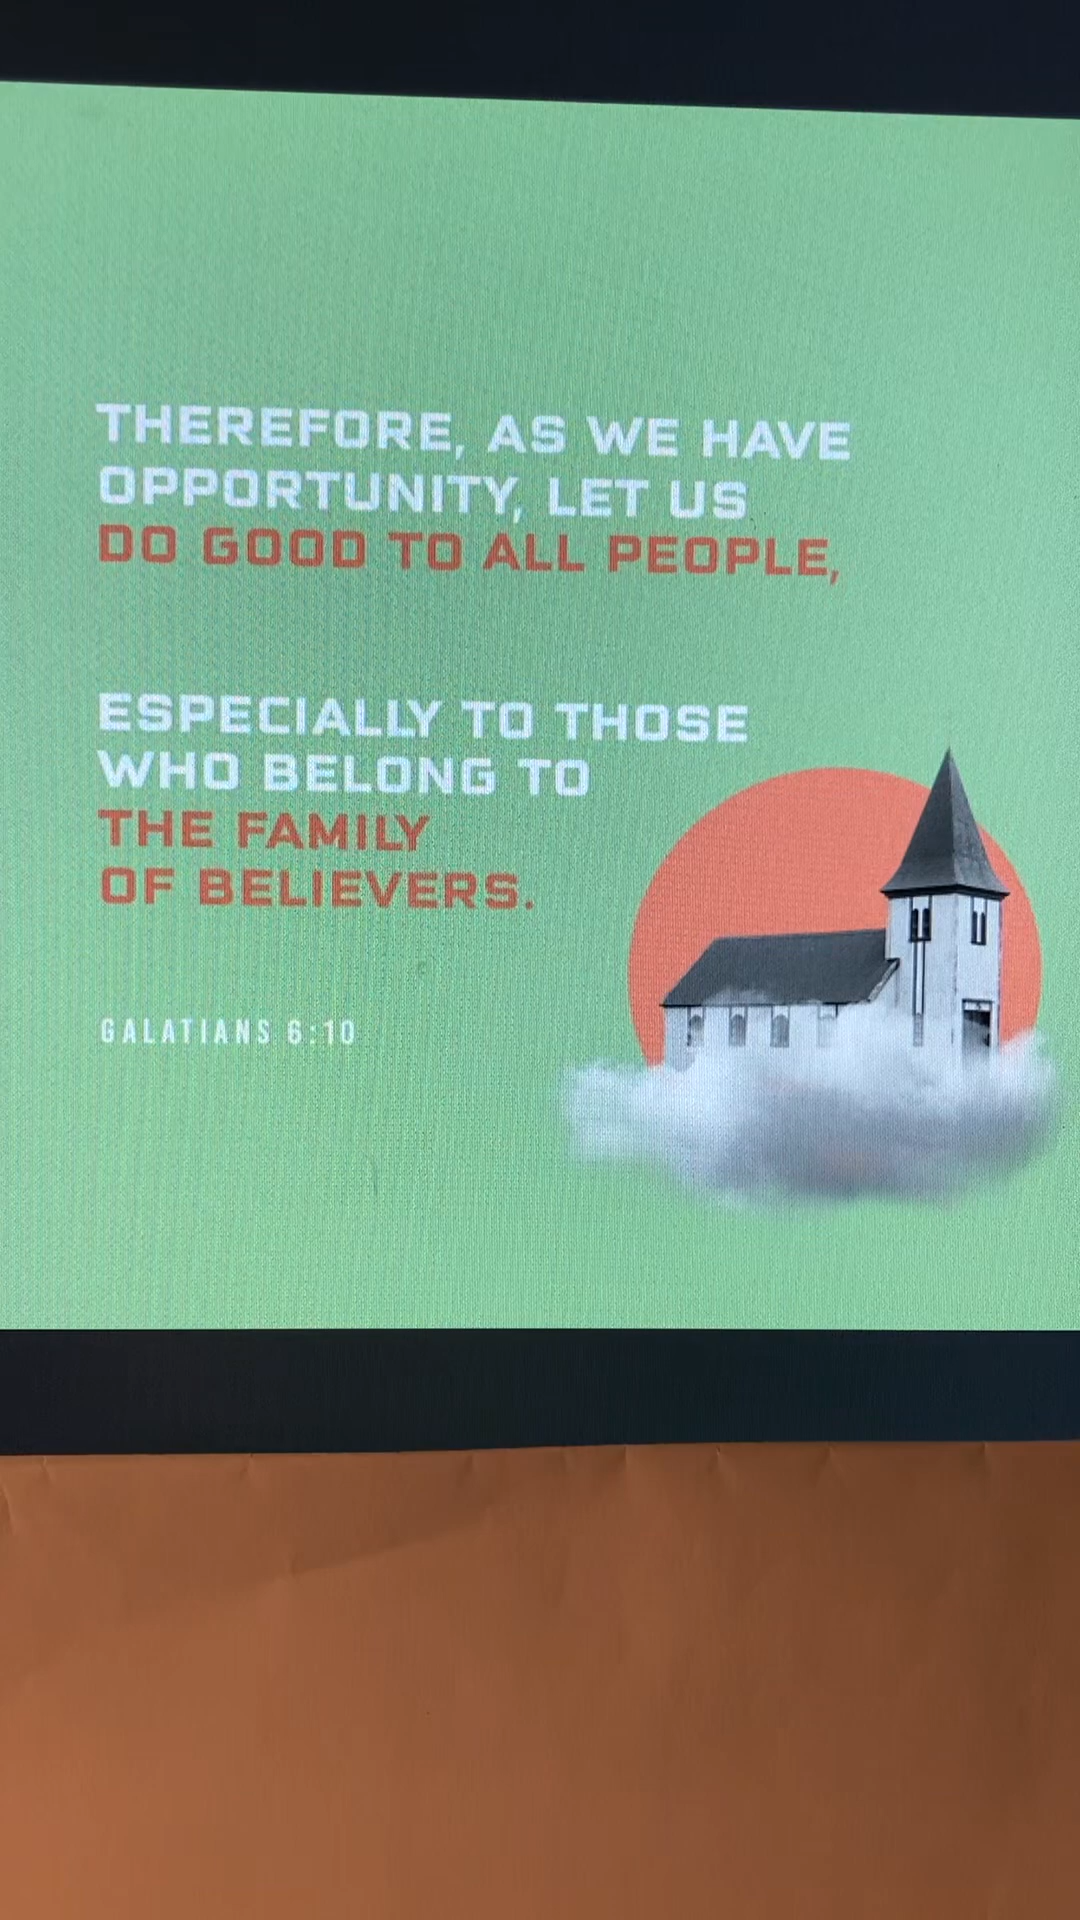 THEREFORE, AS WE HAVE
OPPORTUNITY, LET US
DO GOOD TO ALL PEOPLE,
ESPECIALLY TO THOSE
WHO BELONG TO
THE FAMILY
OF BELIEVERS.
GALATIANS 6:10